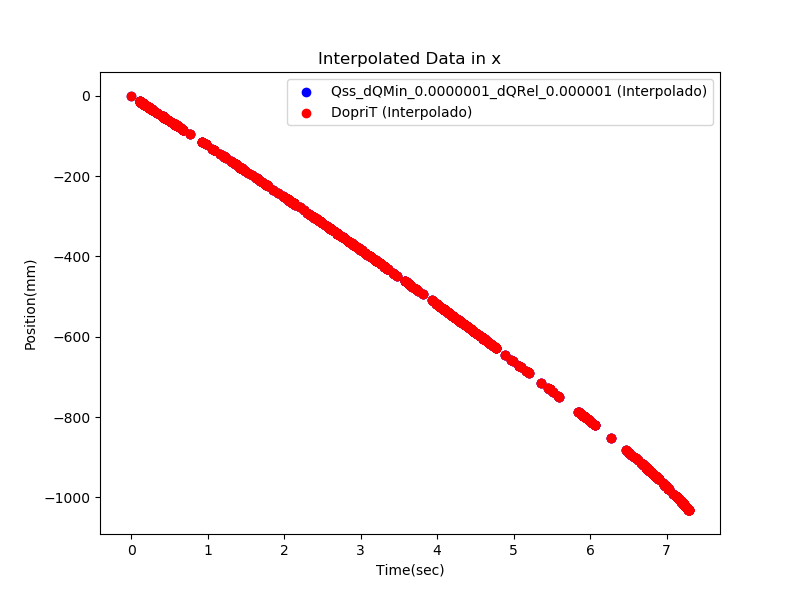 Interpolated Data in x
Qss_dQMin_0.0000001_dQRel_0.000001 (Interpolado)
DopriT (Interpolado)
0
−200
−400
−600
−800
−1000
Position(mm)
0 1 2 3 4 5 6 7
Time(sec)